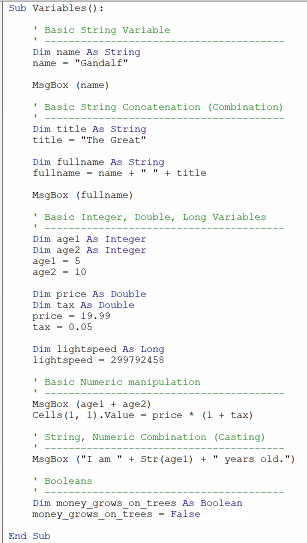 Sub Variables():
' Basic String Variable
' ----------------------------------------
Dim name As String
name = "Gandalf"
MsgBox (name)
' Basic String Concatenation (Combination)
' ----------------------------------------
Dim title As String
title = "The Great"
Dim fullname As String
fullname = name + " " + title
MsgBox (fullname)
' Basic Integer, Double, Long Variables
' ----------------------------------------
Dim age1 As Integer
Dim age2 As Integer
age1 = 5
age2 = 10
Dim price As Double
Dim tax As Double
price = 19.99
tax = 0.05
Dim lightspeed As Long
lightspeed = 299792458
' Basic Numeric manipulation
' ----------------------------------------
MsgBox (age1 + age2)
Cells(1, 1).Value = price * (1 + tax)
' String, Numeric Combination (Casting)
' ----------------------------------------
MsgBox ("I am " + Str(age1) + " years old.")
' Booleans
' ----------------------------------------
Dim money_grows_on_trees As Boolean
money_grows_on_trees = False
End Sub